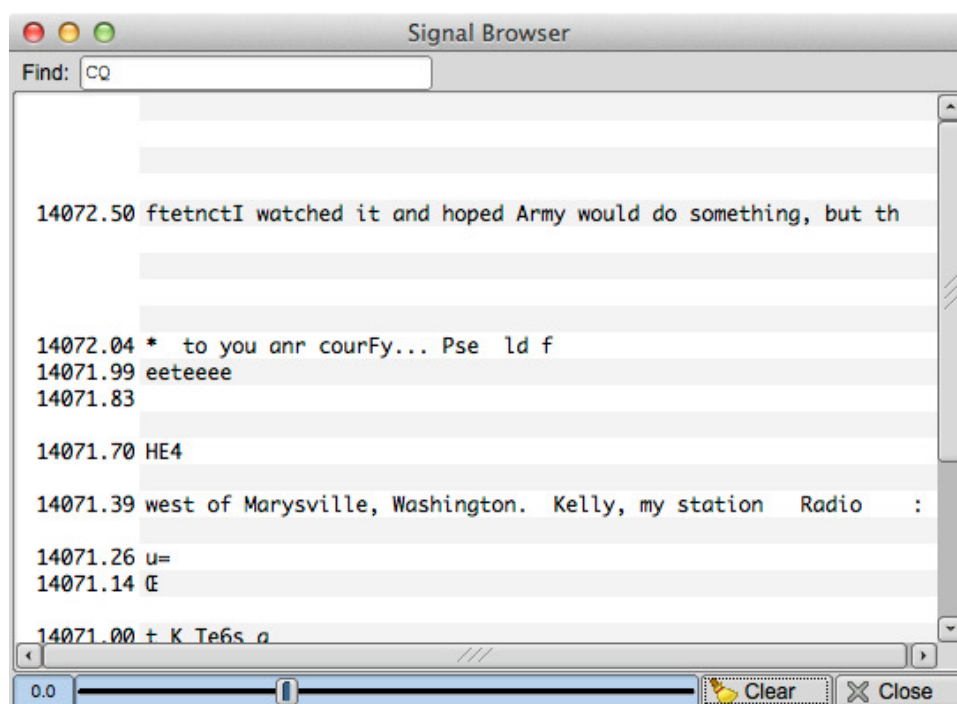 Signal Browser
Find: CQ
14072.50 ftetnctI watched it and hoped Army would do something, but th
14072.04 *  to you anr courFy... Pse  ld f
14071.99 eeteeee
14071.83
14071.70 HE4
14071.39 west of Marysville, Washington.  Kelly, my station   Radio    :
14071.26 u=
14071.14 Œ
14071.00 t K Te6s a
0.0 Clear Close